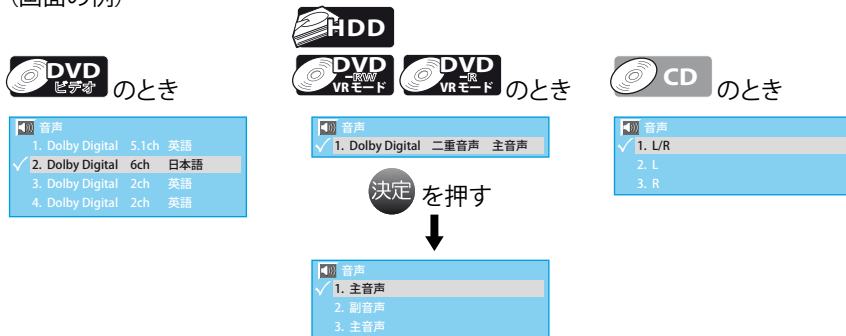 (画面の例)
DVD ビデオ のとき
音声
1. Dolby Digital 5.1ch 英語
2. Dolby Digital 6ch 日本語
3. Dolby Digital 2ch 英語
4. Dolby Digital 2ch 英語
HDD
DVD -RW VRモード DVD -R VRモード のとき
音声
1. Dolby Digital 二重音声 主音声
決定 を押す
音声
1. 主音声
2. 副音声
3. 主音声
CD のとき
音声
1. L/R
2. L
3. R